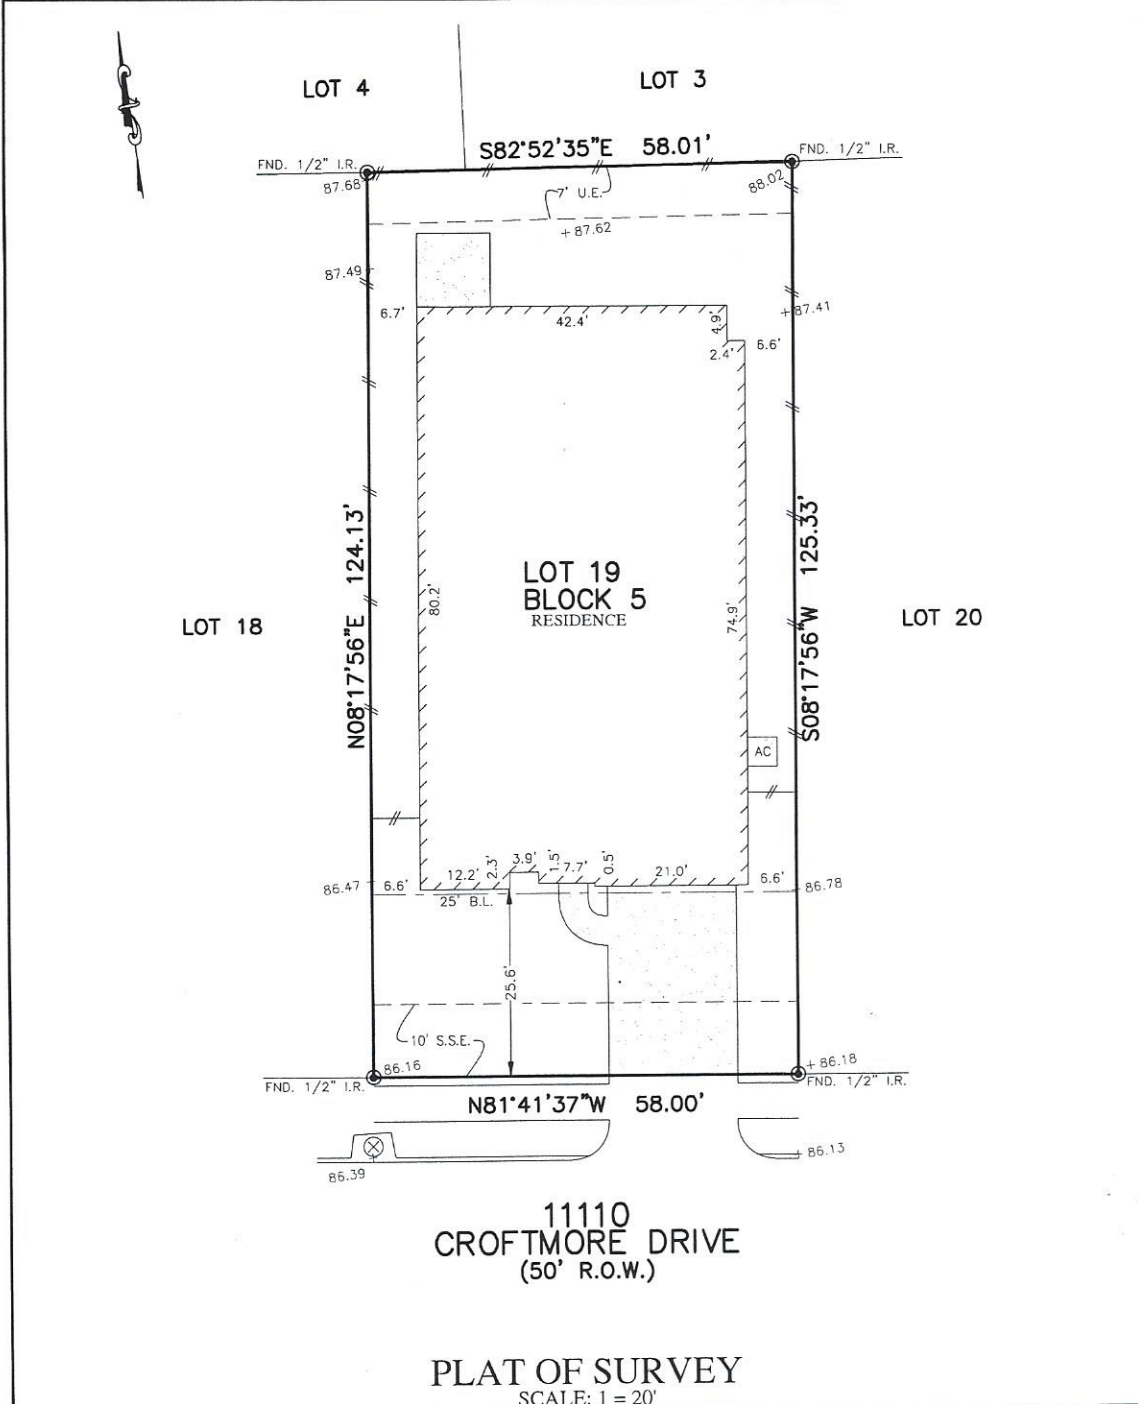 LOT 4
LOT 3
S82°52'35"E 58.01'
FND. 1/2" I.R.
FND. 1/2" I.R.
87.68
88.02
7' U.E.
+ 87.62
87.49
+ 87.41
6.7'
42.4'
4.9'
2.4'
6.6'
N08°17'56"E 124.13'
S08°17'56"W 125.33'
80.2'
74.9'
LOT 19
BLOCK 5
RESIDENCE
LOT 18
LOT 20
AC
12.2'
2.3'
3.9'
1.5'
7.7'
0.5'
21.0'
86.47
6.6'
6.6'
86.78
25' B.L.
25.6'
10' S.S.E.
86.16
+ 86.18
FND. 1/2" I.R.
FND. 1/2" I.R.
N81°41'37"W 58.00'
86.39
86.13
11110
CROFTMORE DRIVE
(50' R.O.W.)
PLAT OF SURVEY
SCALE: 1 = 20'